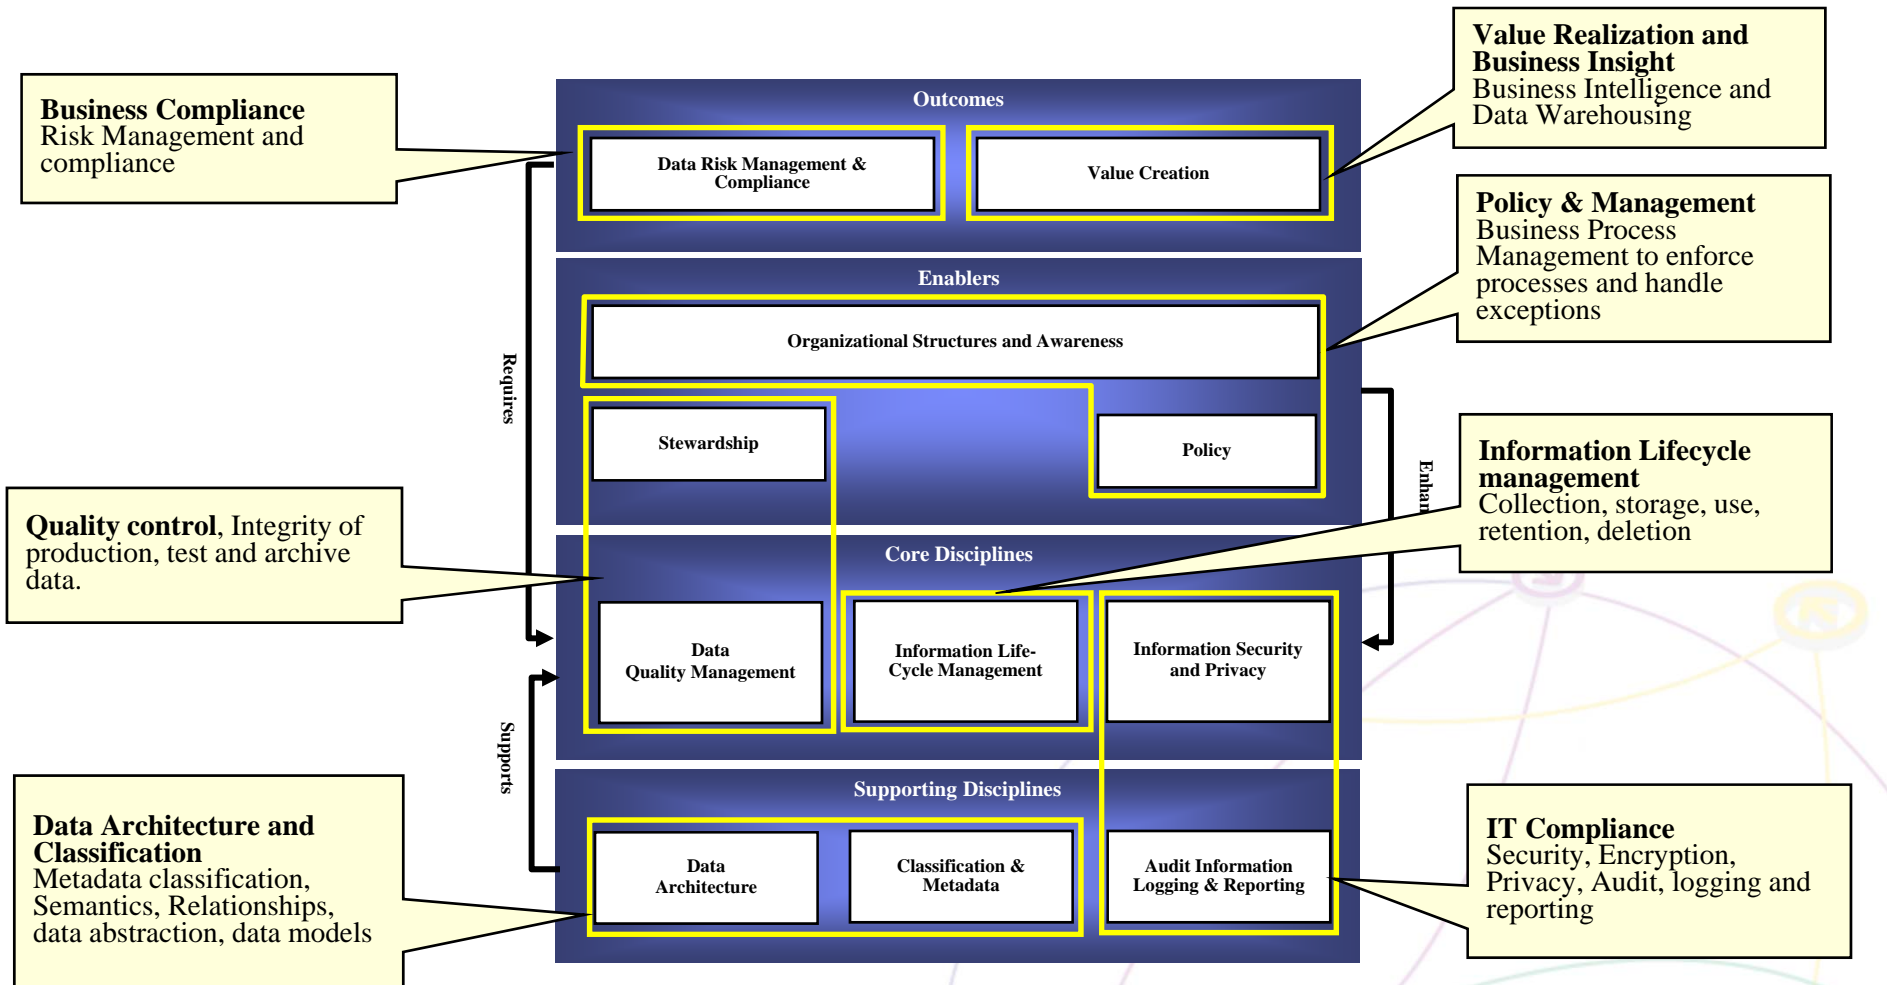 Value Realization and
Business Insight
Business Intelligence and
Data Warehousing
Business Compliance
Risk Management and
compliance
Outcomes
Data Risk Management &
Compliance
Value Creation
Policy & Management
Business Process
Management to enforce
processes and handle
exceptions
Enablers
Organizational Structures and Awareness
Requires
Stewardship
Policy
Enhan
Information Lifecycle
management
Collection, storage, use,
retention, deletion
Quality control, Integrity of
production, test and archive
data.
Core Disciplines
Data
Quality Management
Information Life-
Cycle Management
Information Security
and Privacy
Supports
Supporting Disciplines
Data Architecture and
Classification
Metadata classification,
Semantics, Relationships,
data abstraction, data models
Data
Architecture
Classification &
Metadata
Audit Information
Logging & Reporting
IT Compliance
Security, Encryption,
Privacy, Audit, logging and
reporting